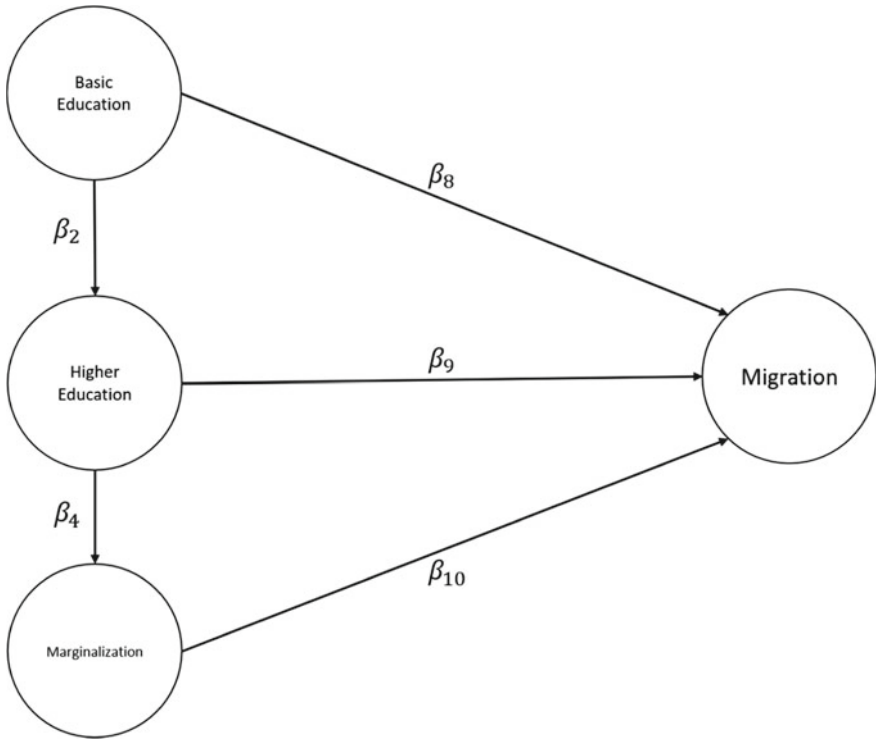 Basic
Education
β8
β2
Higher
Education
β9
Migration
β4
β10
Marginalization